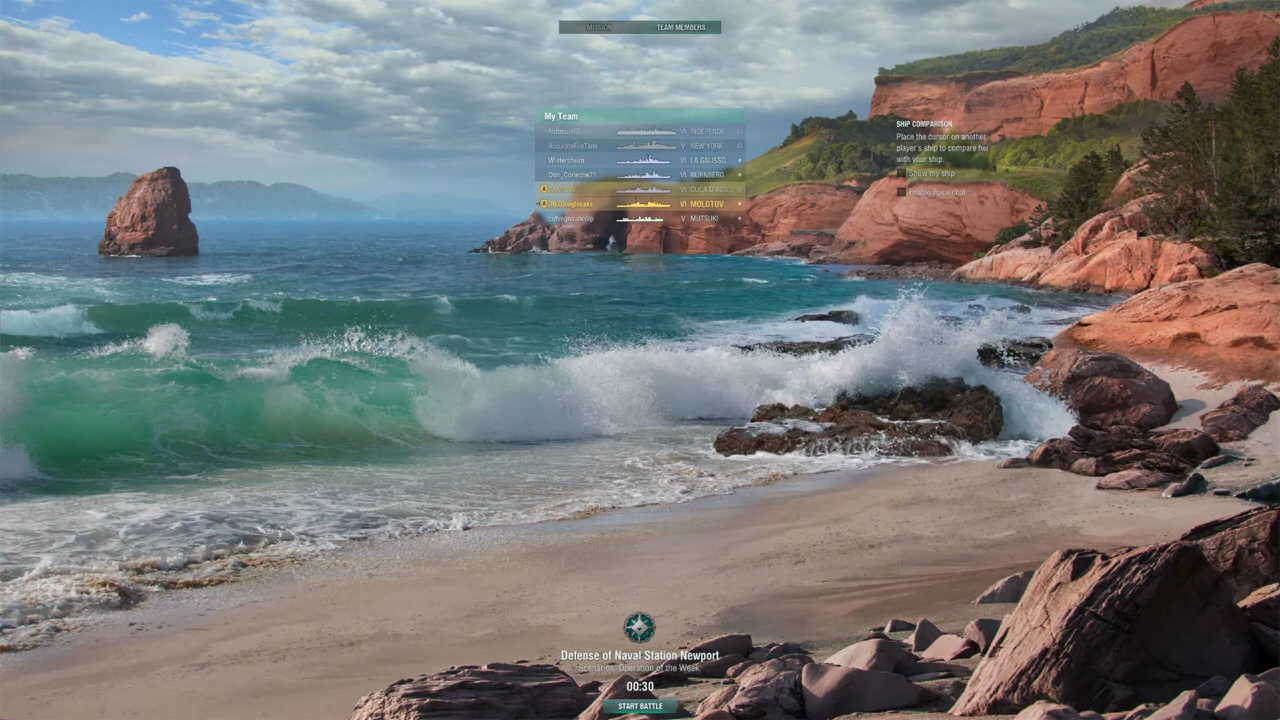 MISSION
TEAM MEMBERS
My Team
VI INDEPENDE...
AccurateFireTask V NEW YORK
Wietersheim VI LA GALISSO...
Don_Corleone71 VI NÜRNBERG
VI DUCA D'AOS...
VI MOLOTOV
V MUTSUKI
SHIP COMPARISON
Place the cursor on another
player's ship to compare her
with your ship.
Show my ship
Enable voice chat
Defense of Naval Station Newport
Scenarios: Operation of the Week
00:30
START BATTLE